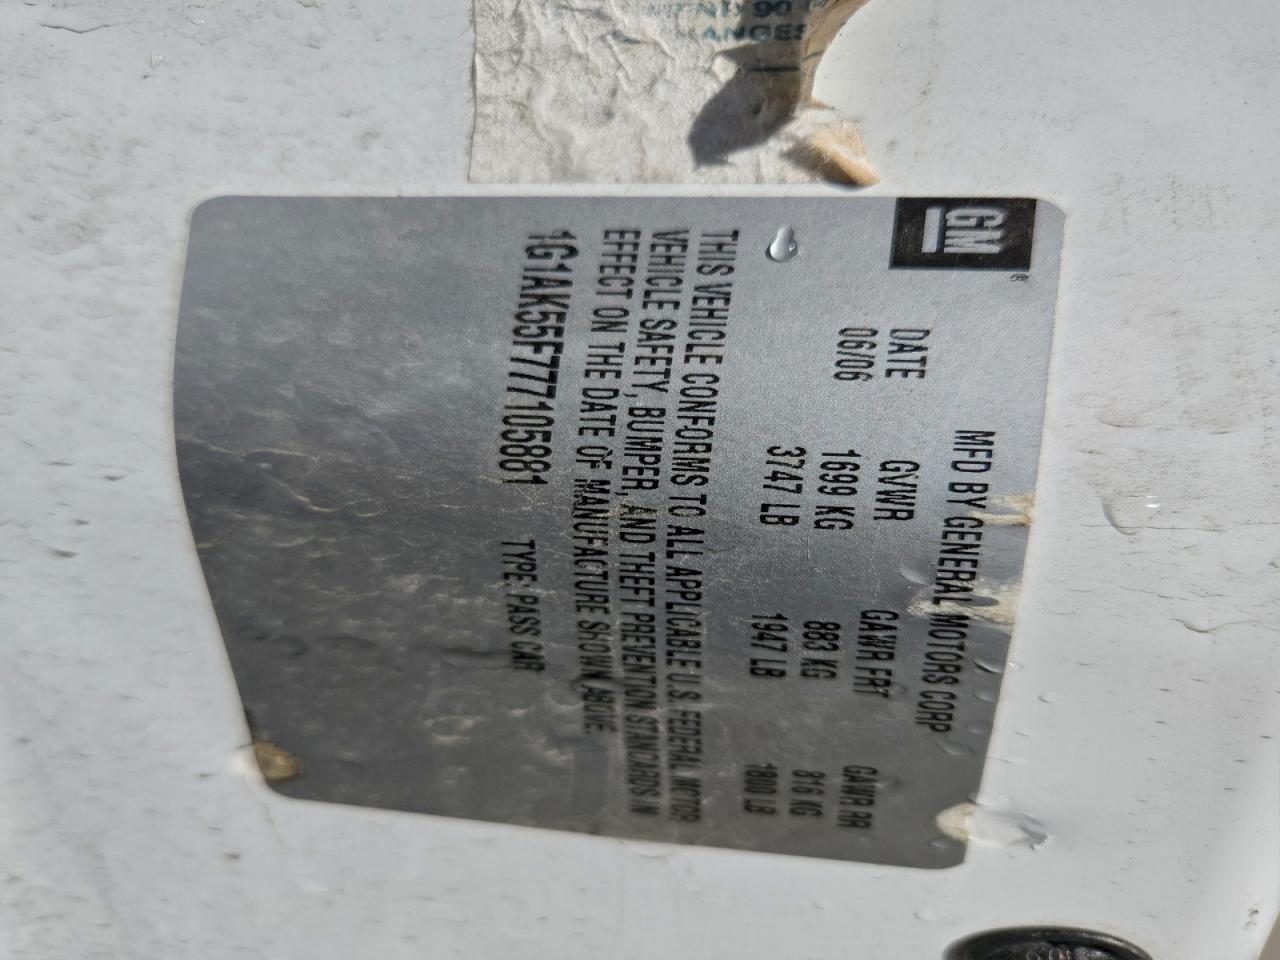 GM
®
MFD BY GENERAL MOTORS CORP
DATE GVWR GAWR FRT GAWR RR
06/06 1699 KG 883 KG 816 KG
3747 LB 1947 LB 1800 LB
THIS VEHICLE CONFORMS TO ALL APPLICABLE U.S. FEDERAL MOTOR
VEHICLE SAFETY, BUMPER, AND THEFT PREVENTION STANDARDS IN
EFFECT ON THE DATE OF MANUFACTURE SHOWN ABOVE.
1G1AK55F777105881 TYPE: PASS CAR
90
ANGES